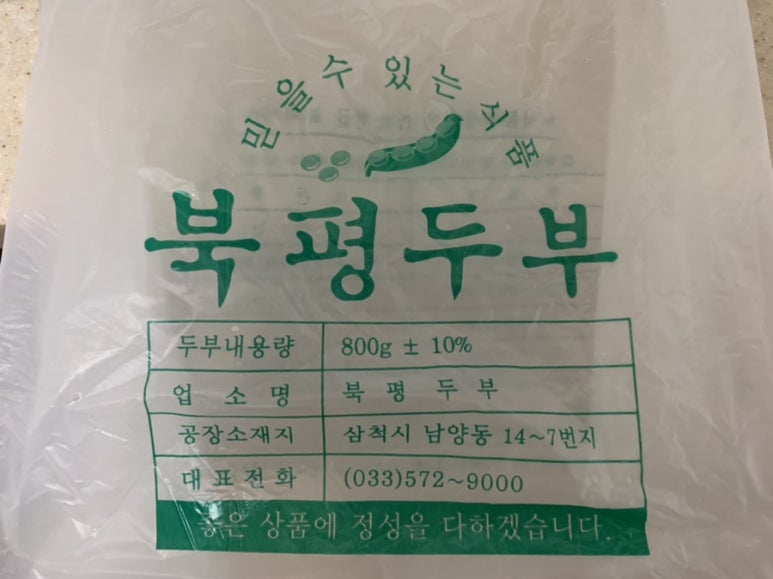 믿을수 있는 식품
북평두부
두부내용량 800g ± 10%
업소명 북평두부
공장소재지 삼척시 남양동 14~7번지
대표전화 (033)572~9000
좋은 상품에 정성을 다하겠습니다.